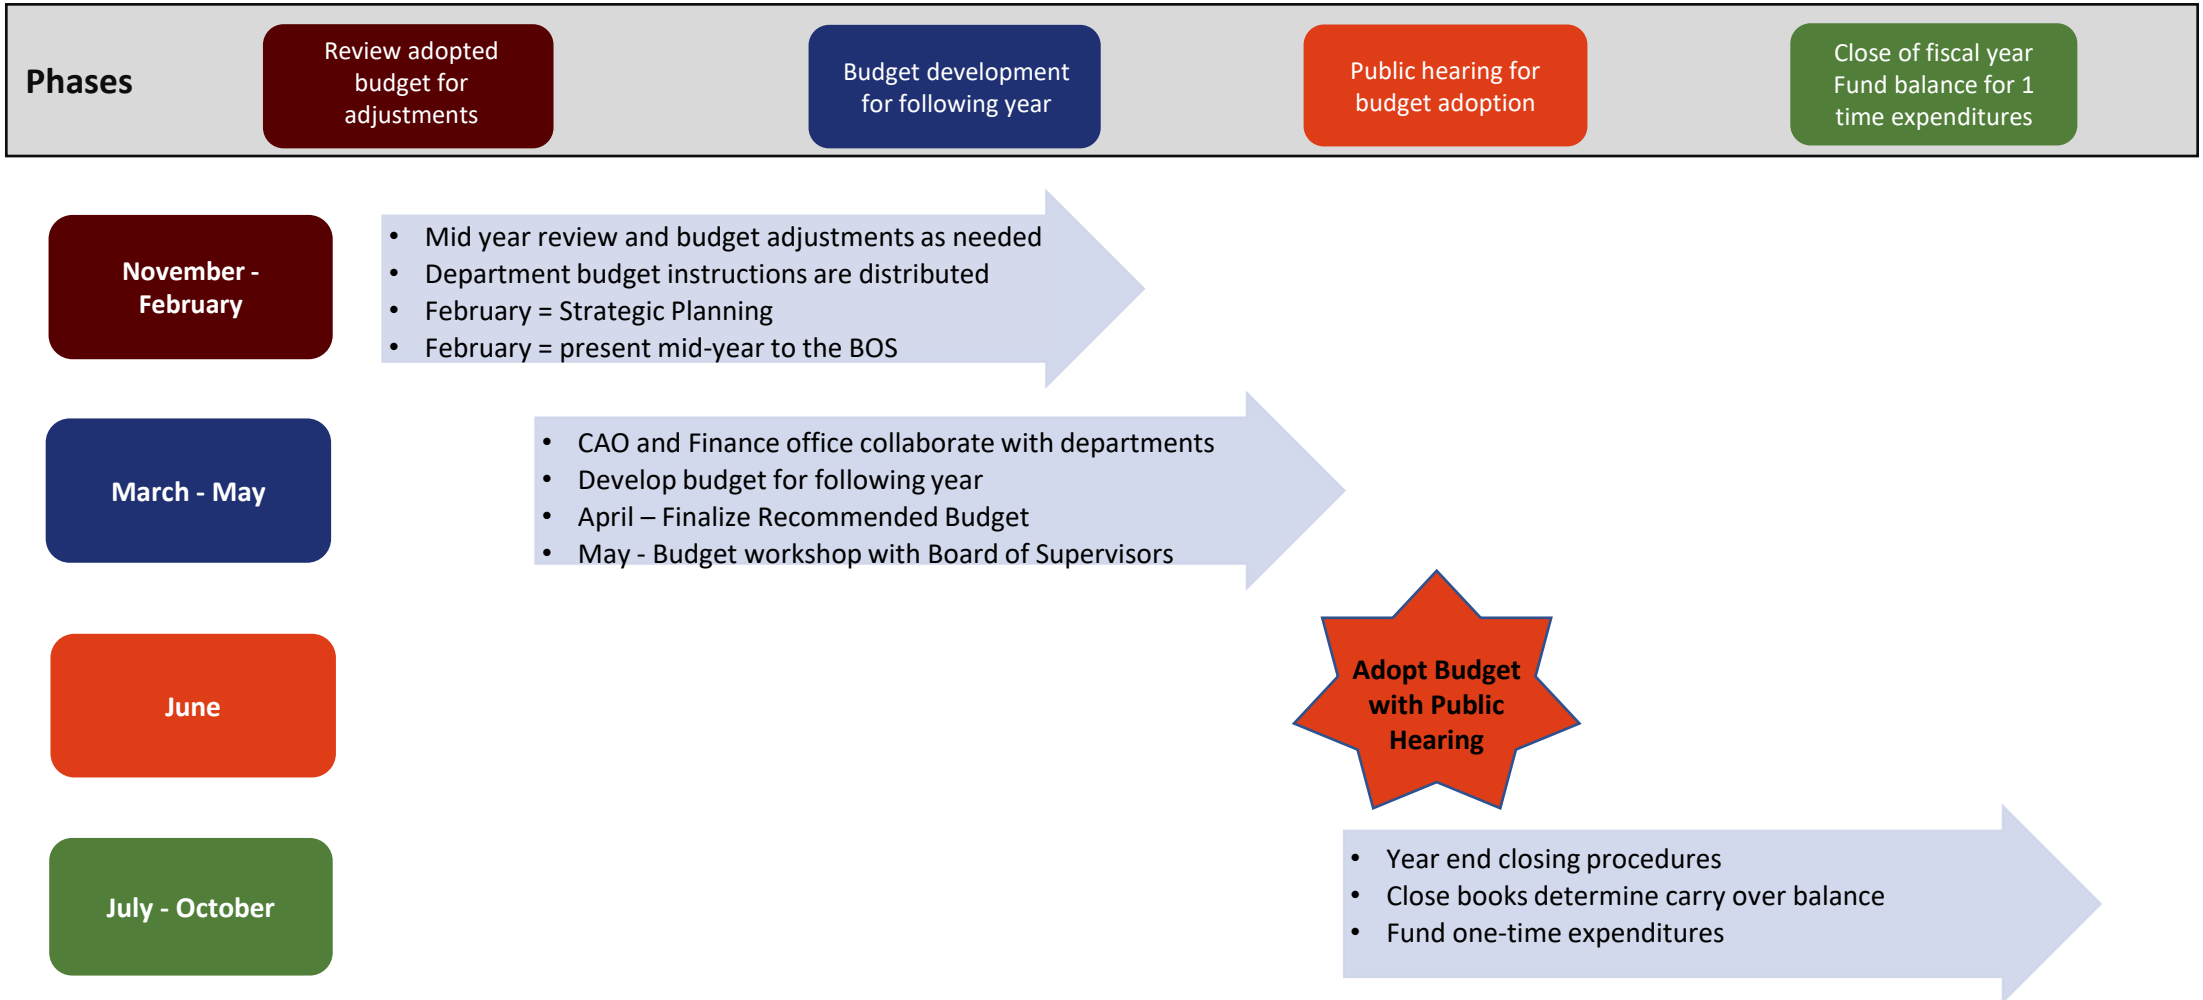 Phases
Review adopted
budget for
adjustments
Budget development
for following year
Public hearing for
budget adoption
Close of fiscal year
Fund balance for 1
time expenditures
November -
February
• Mid year review and budget adjustments as needed
• Department budget instructions are distributed
• February = Strategic Planning
• February = present mid-year to the BOS
March - May
• CAO and Finance office collaborate with departments
• Develop budget for following year
• April – Finalize Recommended Budget
• May - Budget workshop with Board of Supervisors
June
Adopt Budget
with Public
Hearing
July - October
• Year end closing procedures
• Close books determine carry over balance
• Fund one-time expenditures